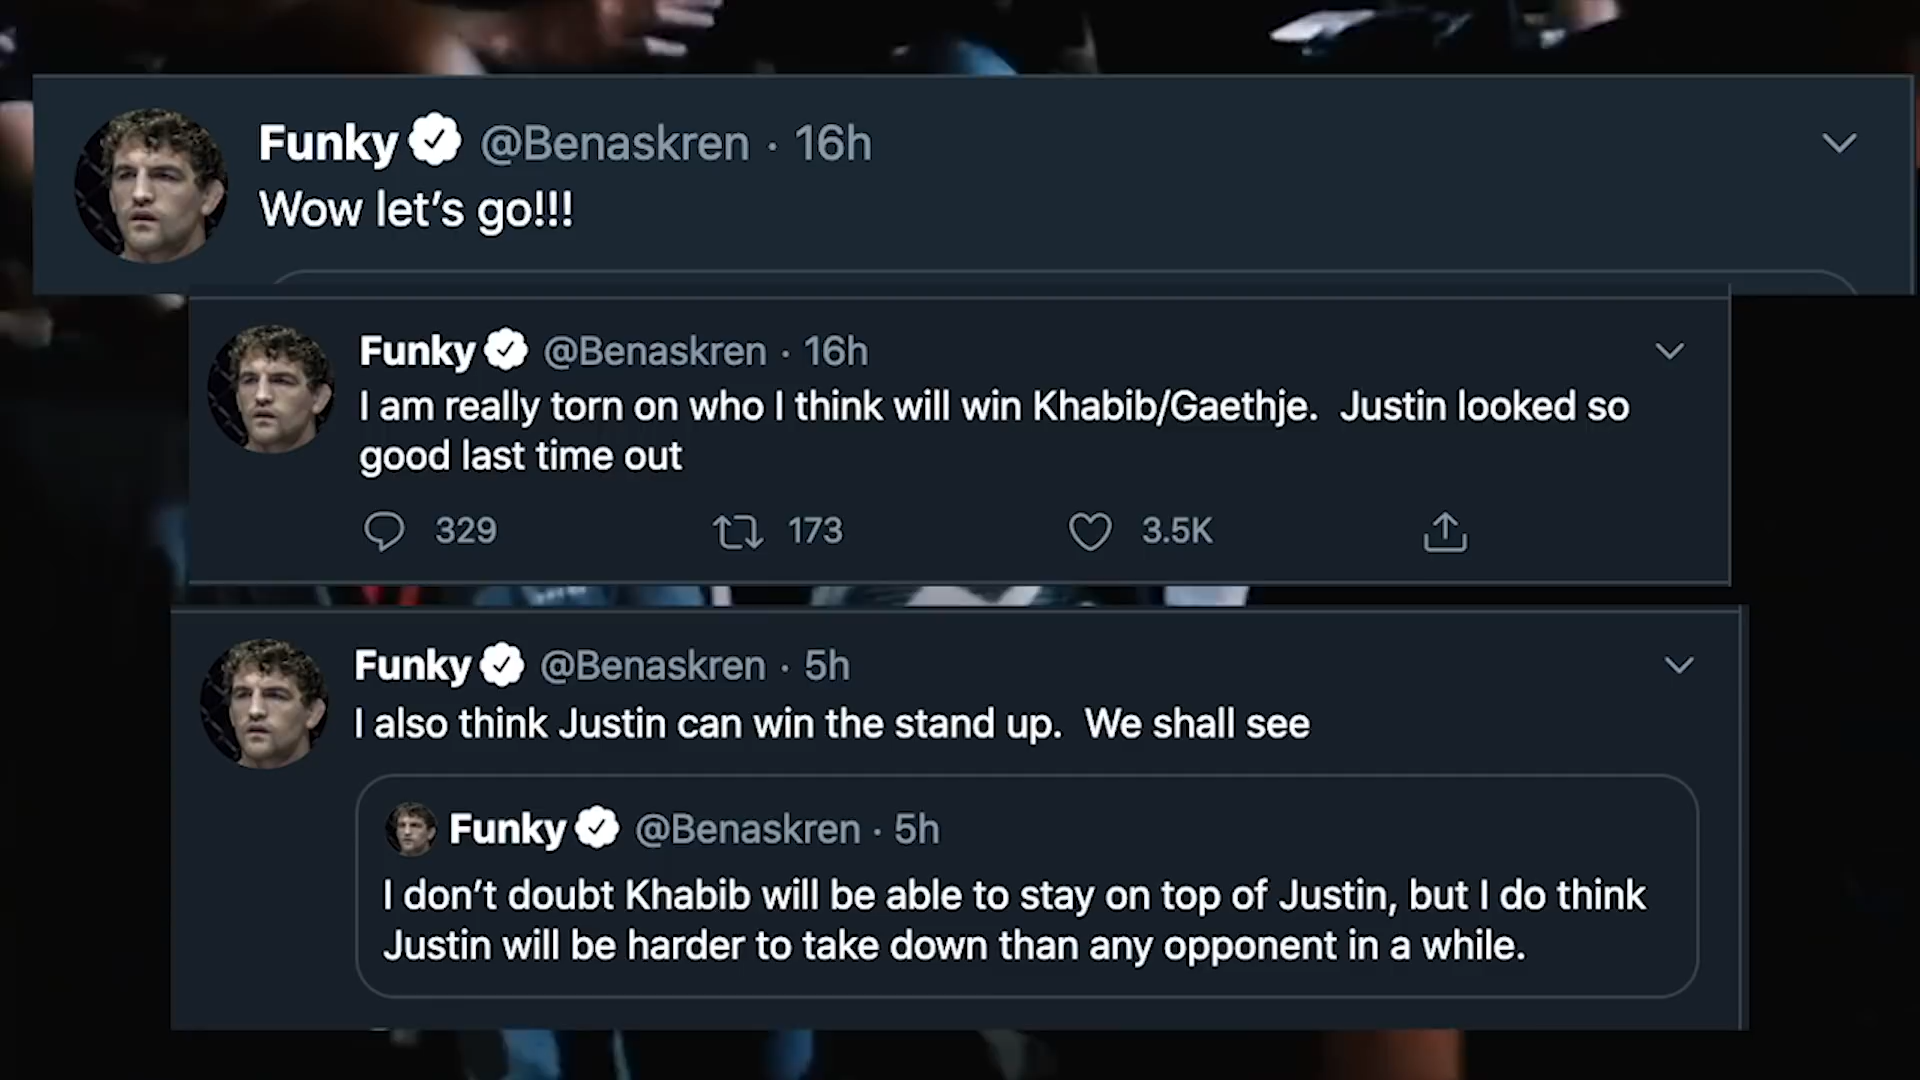 Funky @Benaskren · 16h
Wow let’s go!!!
Funky @Benaskren · 16h
I am really torn on who I think will win Khabib/Gaethje.  Justin looked so
good last time out
329 173 3.5K
Funky @Benaskren · 5h
I also think Justin can win the stand up.  We shall see
Funky @Benaskren · 5h
I don’t doubt Khabib will be able to stay on top of Justin, but I do think
Justin will be harder to take down than any opponent in a while.